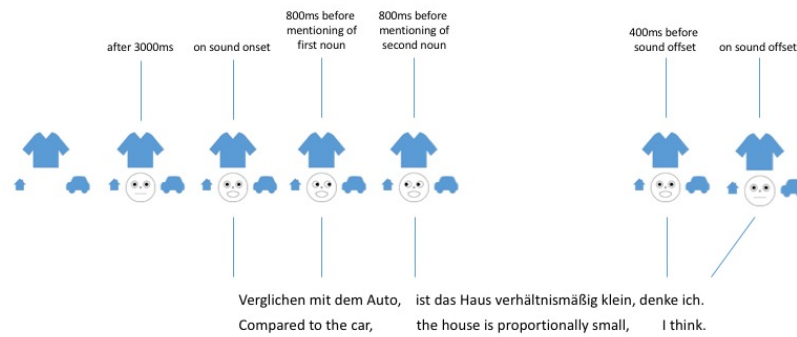 800ms before
mentioning of
first noun
800ms before
mentioning of
second noun
400ms before
sound offset
after 3000ms
on sound onset
on sound offset
Verglichen mit dem Auto, ist das Haus verhältnismäßig klein, denke ich.
Compared to the car, the house is proportionally small, I think.